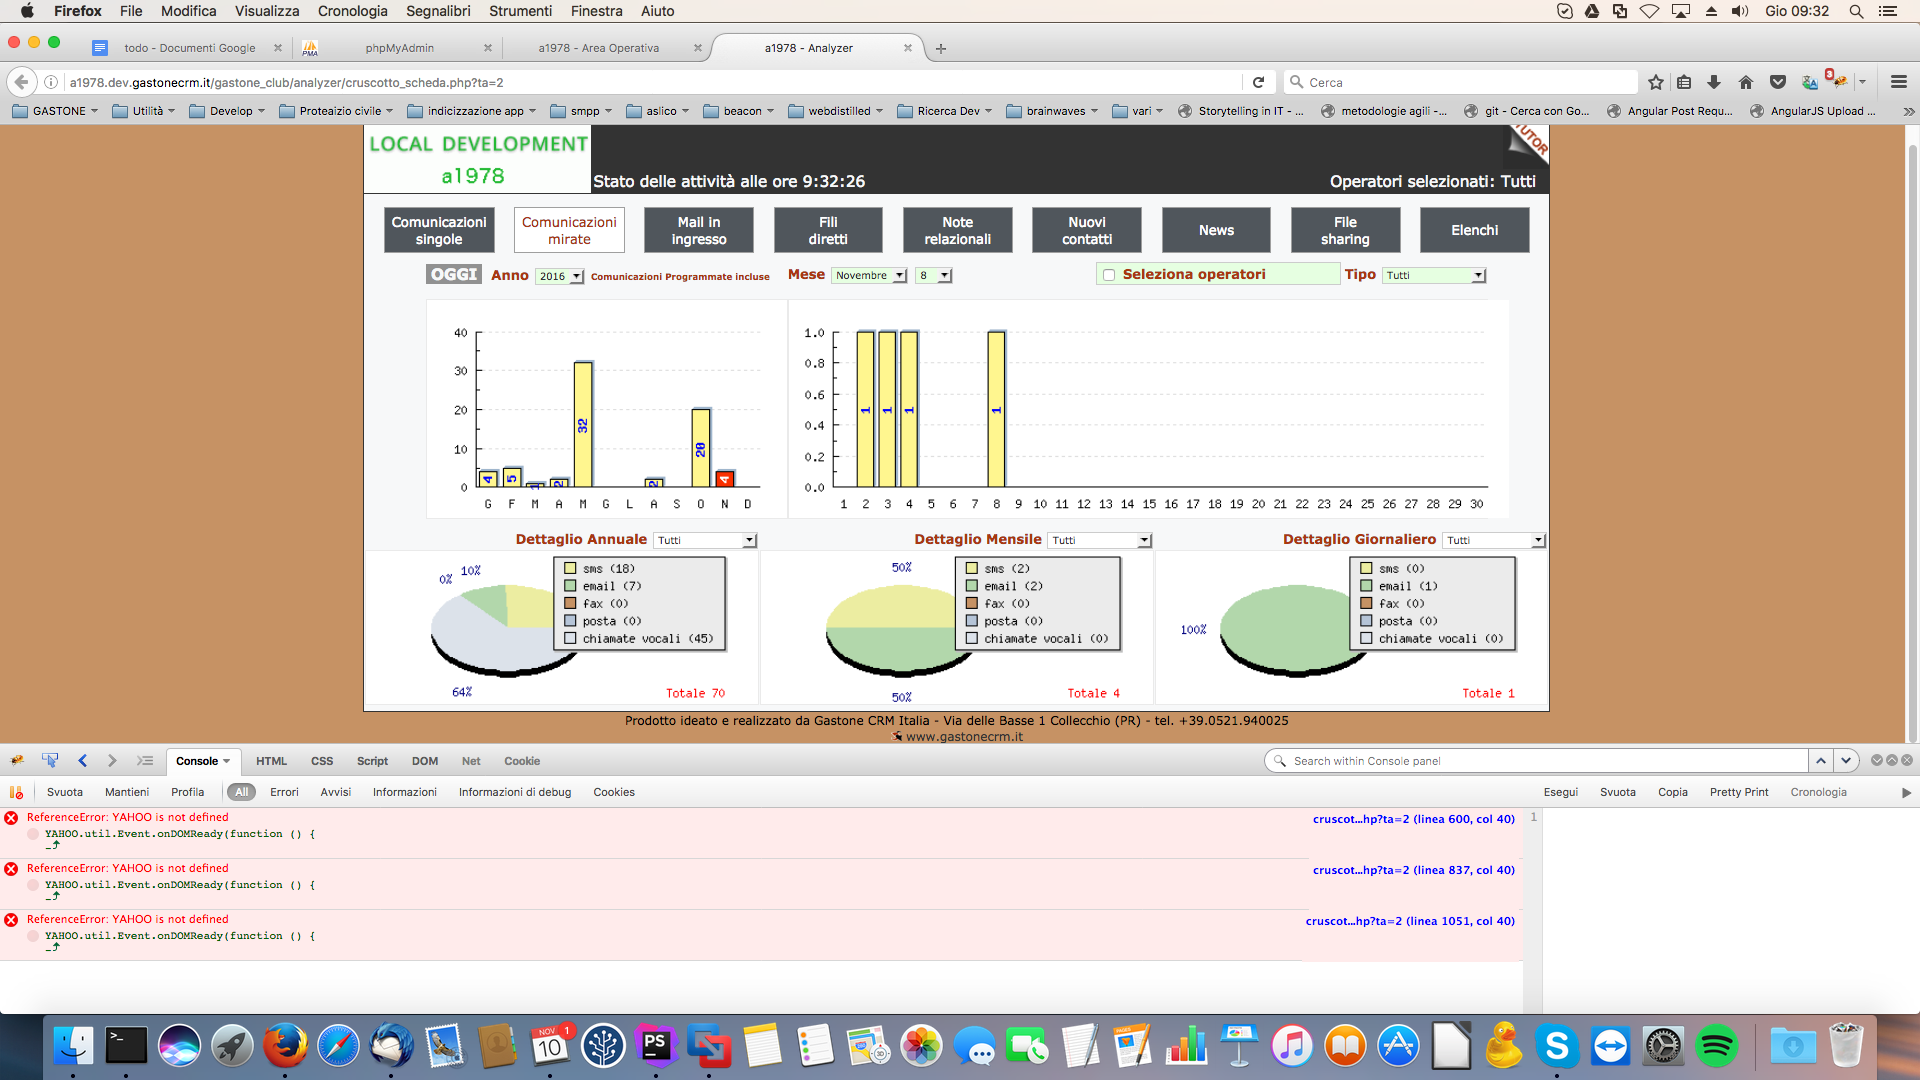 Firefox File Modifica Visualizza Cronologia Segnalibri Strumenti Finestra Aiuto Gio 09:32
todo - Documenti Google phpMyAdmin a1978 - Area Operativa a1978 - Analyzer
a1978.dev.gastonecrm.it/gastone_club/analyzer/cruscotto_scheda.php?ta=2 Cerca 3
GASTONE Utilità Develop Proteaizio civile indicizzazione app smpp aslico beacon webdistilled Ricerca Dev brainwaves vari Storytelling in IT - ... metodologie agili -... git - Cerca con Go... Angular Post Requ... AngularJS Upload ...
LOCAL DEVELOPMENT
a1978
Stato delle attività alle ore 9:32:26 Operatori selezionati: Tutti
TUTOR
Comunicazioni singole
Comunicazioni mirate
Mail in ingresso
Fili diretti
Note relazionali
Nuovi contatti
News
File sharing
Elenchi
OGGI Anno 2016 Comunicazioni Programmate incluse Mese Novembre 8 Seleziona operatori Tipo Tutti
40
30
20
10
0
4 5 1 2 32 2 20 4
G F M A M G L A S O N D
1.0
0.8
0.6
0.4
0.2
0.0
1 1 1 1
1 2 3 4 5 6 7 8 9 10 11 12 13 14 15 16 17 18 19 20 21 22 23 24 25 26 27 28 29 30
Dettaglio Annuale Tutti
0% 10%
64%
sms (18)
email (7)
fax (0)
posta (0)
chiamate vocali (45)
Totale 70
Dettaglio Mensile Tutti
50%
50%
sms (2)
email (2)
fax (0)
posta (0)
chiamate vocali (0)
Totale 4
Dettaglio Giornaliero Tutti
100%
sms (0)
email (1)
fax (0)
posta (0)
chiamate vocali (0)
Totale 1
Prodotto ideato e realizzato da Gastone CRM Italia - Via delle Basse 1 Collecchio (PR) - tel. +39.0521.940025
www.gastonecrm.it
Console HTML CSS Script DOM Net Cookie Search within Console panel
Svuota Mantieni Profila All Errori Avvisi Informazioni Informazioni di debug Cookies Esegui Svuota Copia Pretty Print Cronologia
ReferenceError: YAHOO is not defined cruscot...hp?ta=2 (linea 600, col 40) 1
YAHOO.util.Event.onDOMReady(function () {
ReferenceError: YAHOO is not defined cruscot...hp?ta=2 (linea 837, col 40)
YAHOO.util.Event.onDOMReady(function () {
ReferenceError: YAHOO is not defined cruscot...hp?ta=2 (linea 1051, col 40)
YAHOO.util.Event.onDOMReady(function () {
NOV 1
10
PS
PAGES